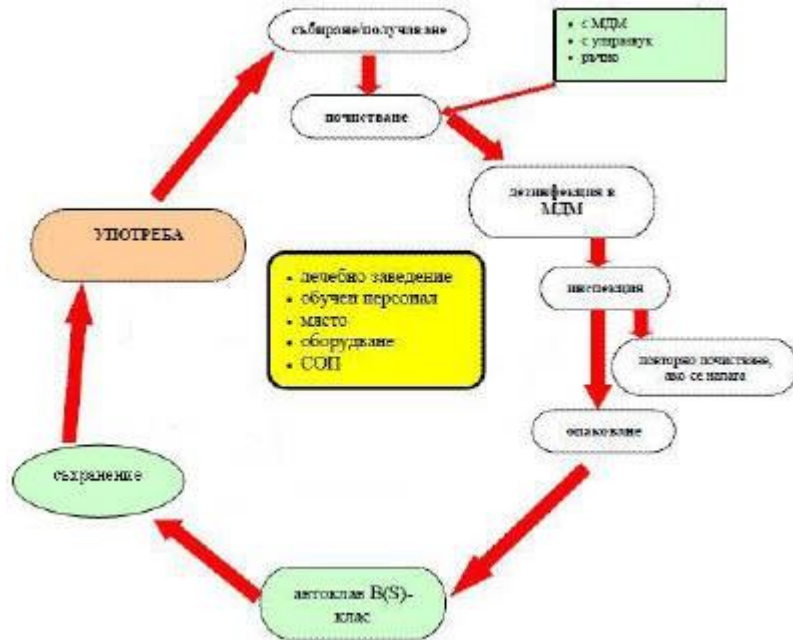 събиране/получаване
• с МДМ
• с ултразвук
• ръчно
почистване
дезинфекция в
МДМ
УПОТРЕБА
• лечебно заведение
• обучен персонал
• място
• оборудване
• СОП
инспекция
повторно почистване,
ако се налага
опаковане
съхранение
автоклав B(S)-
клас